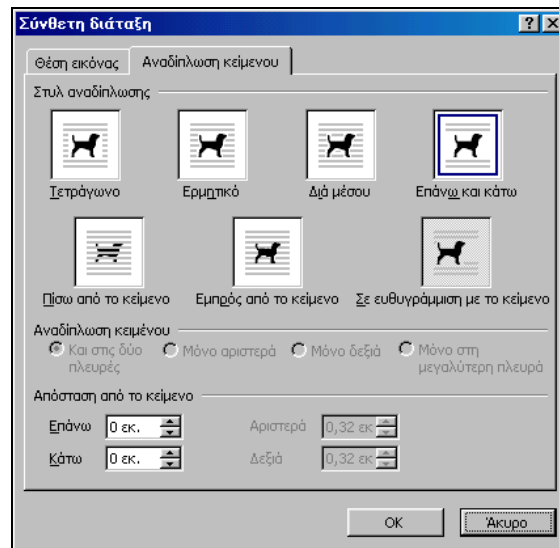 Σύνθετη διάταξη
Θέση εικόνας Αναδίπλωση κείμενου
Στυλ αναδίπλωσης
Τετράγωνο Ερμητικό Διά μέσου Επάνω και κάτω
Πίσω από το κείμενο Εμπρός από το κείμενο Σε ευθυγράμμιση με το κείμενο
Αναδίπλωση κειμένου
Και στις δύο πλευρές Μόνο αριστερά Μόνο δεξιά Μόνο στη μεγαλύτερη πλευρά
Απόσταση από το κείμενο
Επάνω 0 εκ. Αριστερά 0,32 εκ
Κάτω 0 εκ. Δεξιά 0,32 εκ
OK Άκυρο